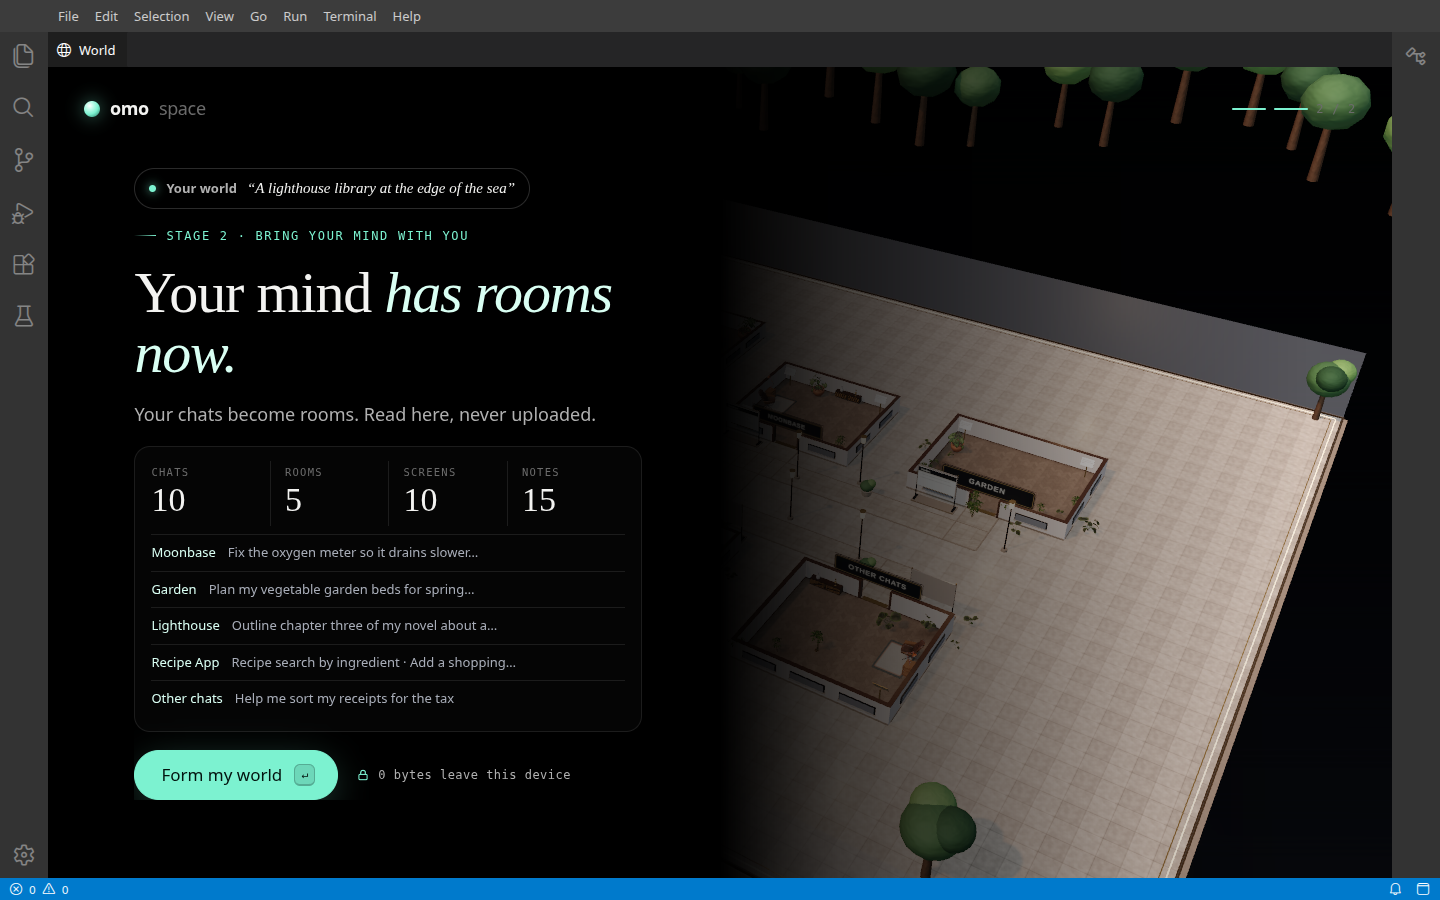 File Edit Selection View Go Run Terminal Help
World
omo space
Your world “A lighthouse library at the edge of the sea”
STAGE 2 · BRING YOUR MIND WITH YOU
Your mind has rooms
now.
Your chats become rooms. Read here, never uploaded.
CHATS ROOMS SCREENS NOTES
10 5 10 15
Moonbase Fix the oxygen meter so it drains slower...
Garden Plan my vegetable garden beds for spring...
Lighthouse Outline chapter three of my novel about a...
Recipe App Recipe search by ingredient · Add a shopping...
Other chats Help me sort my receipts for the tax
Form my world ↵
0 bytes leave this device
MOONBASE
GARDEN
OTHER CHATS
0 0